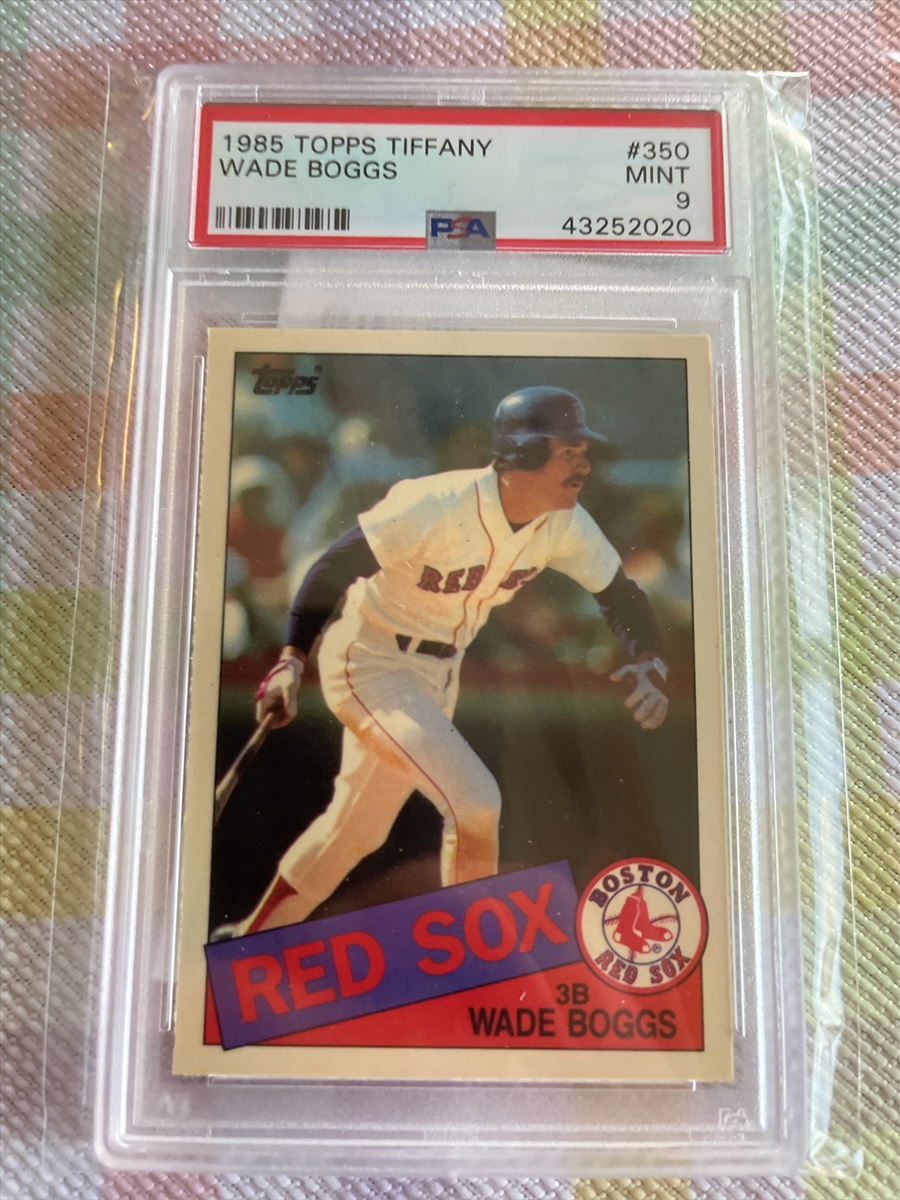 1985 TOPPS TIFFANY #350
WADE BOGGS MINT
9
PSA 43252020
Topps
RED
RED SOX
BOSTON
RED SOX
3B
WADE BOGGS